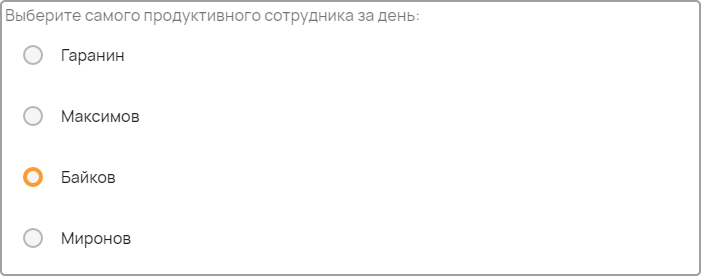 Выберите самого продуктивного сотрудника за день:
Гаранин
Максимов
Байков
Миронов